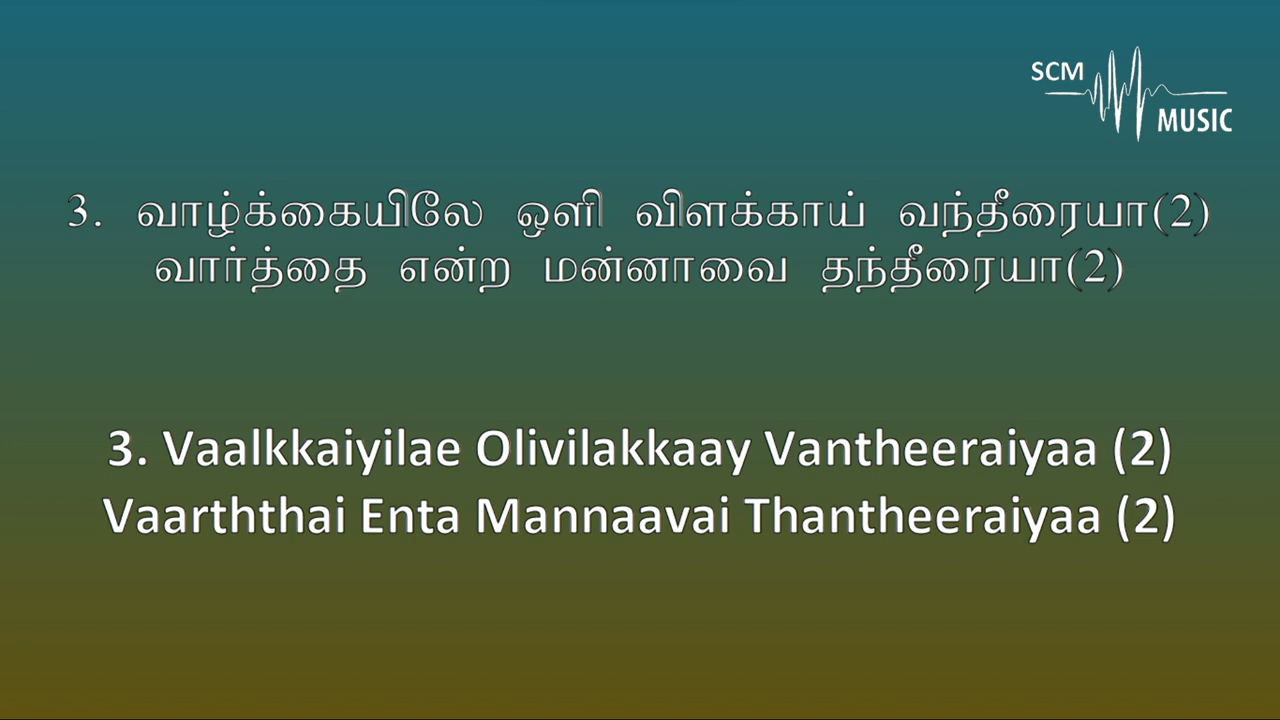 SCM
MUSIC
3. வாழ்க்கையிலே ஒளி விளக்காய் வந்தீரையா(2)
வார்த்தை என்ற மன்னாவை தந்தீரையா(2)
3. Vaalkkaiyilae Olivilakkaay Vantheeraiyaa (2)
Vaarththai Enta Mannaavai Thantheeraiyaa (2)